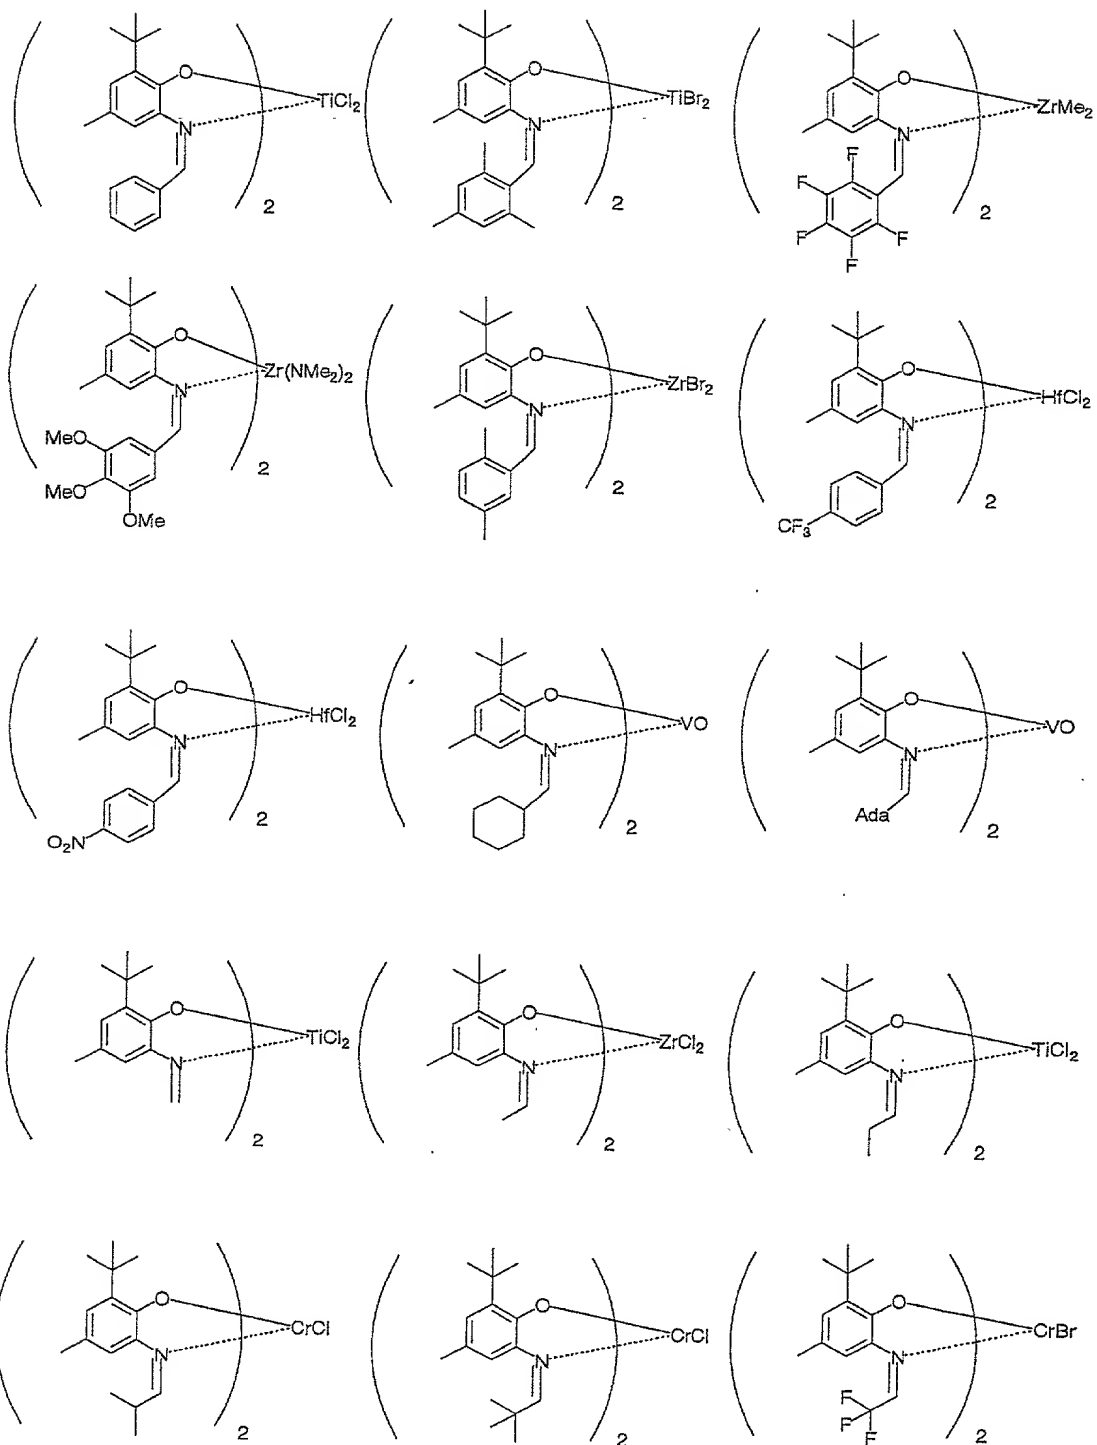 O N TiCl₂ 2
O N TiBr₂ 2
O N F F F F F ZrMe₂ 2
O N MeO MeO OMe Zr(NMe₂)₂ 2
O N ZrBr₂ 2
O N CF₃ HfCl₂ 2
O N O₂N HfCl₂ 2
O N VO 2
O N Ada VO 2
O N TiCl₂ 2
O N ZrCl₂ 2
O N TiCl₂ 2
O N CrCl 2
O N CrCl 2
O N F F F CrBr 2